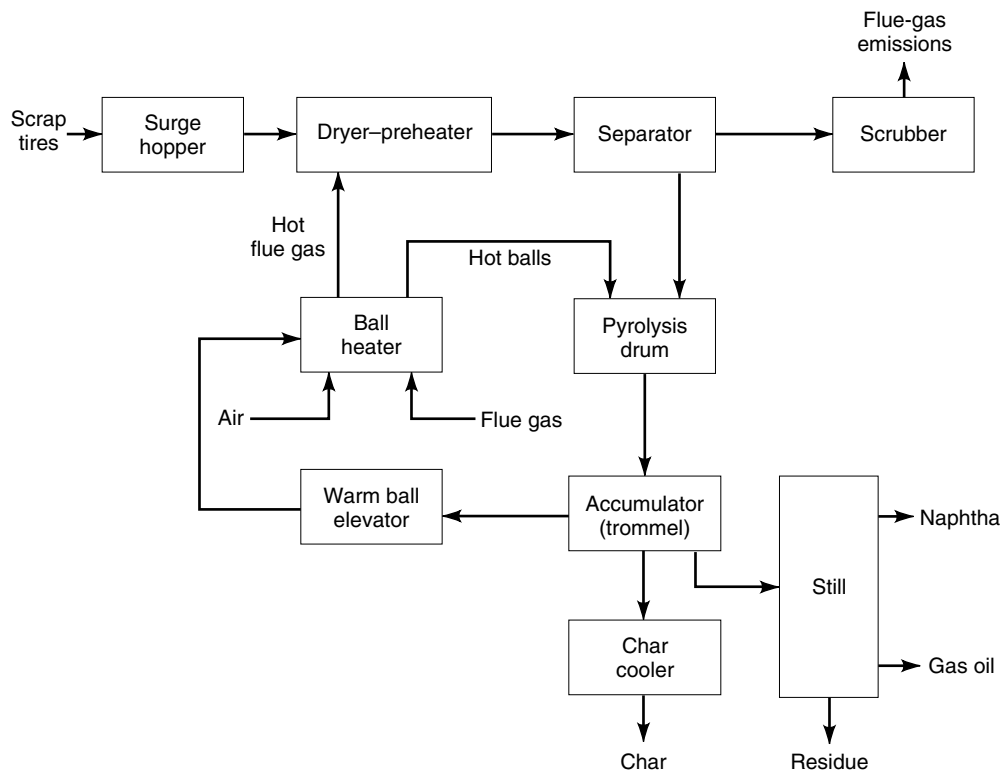 Flue-gas
emissions
Scrap
tires
Surge
hopper
Dryer–preheater
Separator
Scrubber
Hot
flue gas
Hot balls
Ball
heater
Pyrolysis
drum
Air
Flue gas
Warm ball
elevator
Accumulator
(trommel)
Naphtha
Still
Char
cooler
Gas oil
Char
Residue